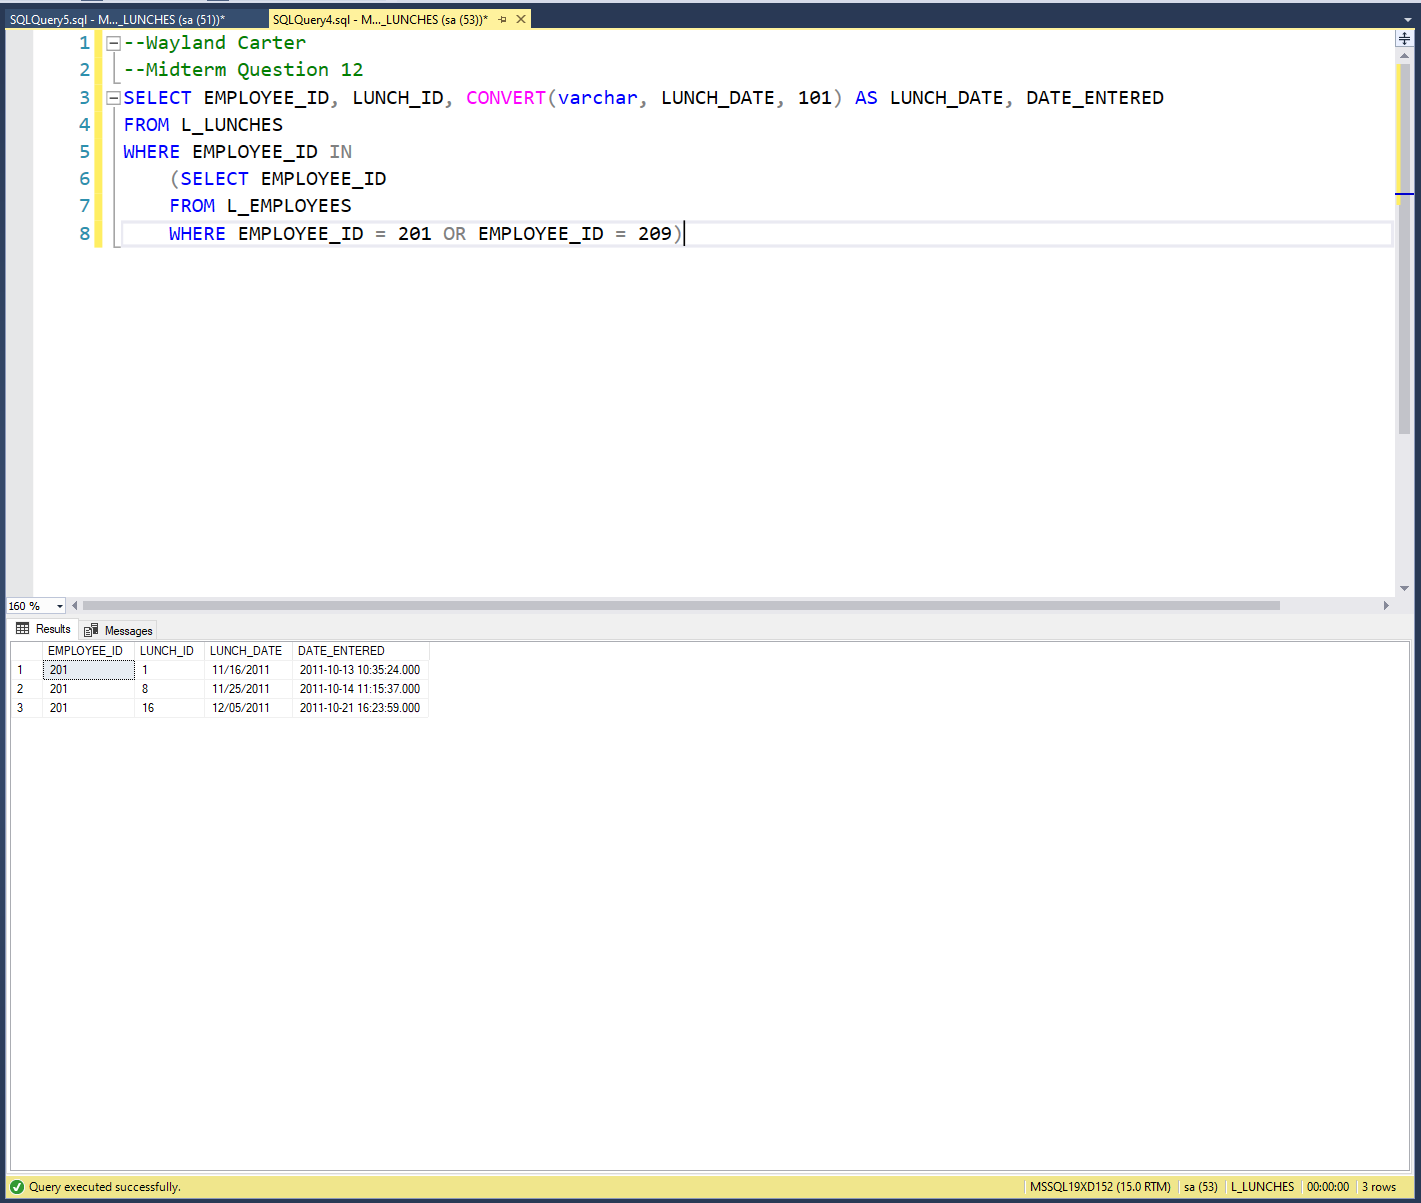 SQLQuery5.sql - M..._LUNCHES (sa (51))* SQLQuery4.sql - M..._LUNCHES (sa (53))*
1 --Wayland Carter
2 --Midterm Question 12
3 SELECT EMPLOYEE_ID, LUNCH_ID, CONVERT(varchar, LUNCH_DATE, 101) AS LUNCH_DATE, DATE_ENTERED
4 FROM L_LUNCHES
5 WHERE EMPLOYEE_ID IN
6 (SELECT EMPLOYEE_ID
7 FROM L_EMPLOYEES
8 WHERE EMPLOYEE_ID = 201 OR EMPLOYEE_ID = 209)
160 %
Results Messages
EMPLOYEE_ID LUNCH_ID LUNCH_DATE DATE_ENTERED
1 201 1 11/16/2011 2011-10-13 10:35:24.000
2 201 8 11/25/2011 2011-10-14 11:15:37.000
3 201 16 12/05/2011 2011-10-21 16:23:59.000
Query executed successfully. MSSQL19XD152 (15.0 RTM) sa (53) L_LUNCHES 00:00:00 3 rows